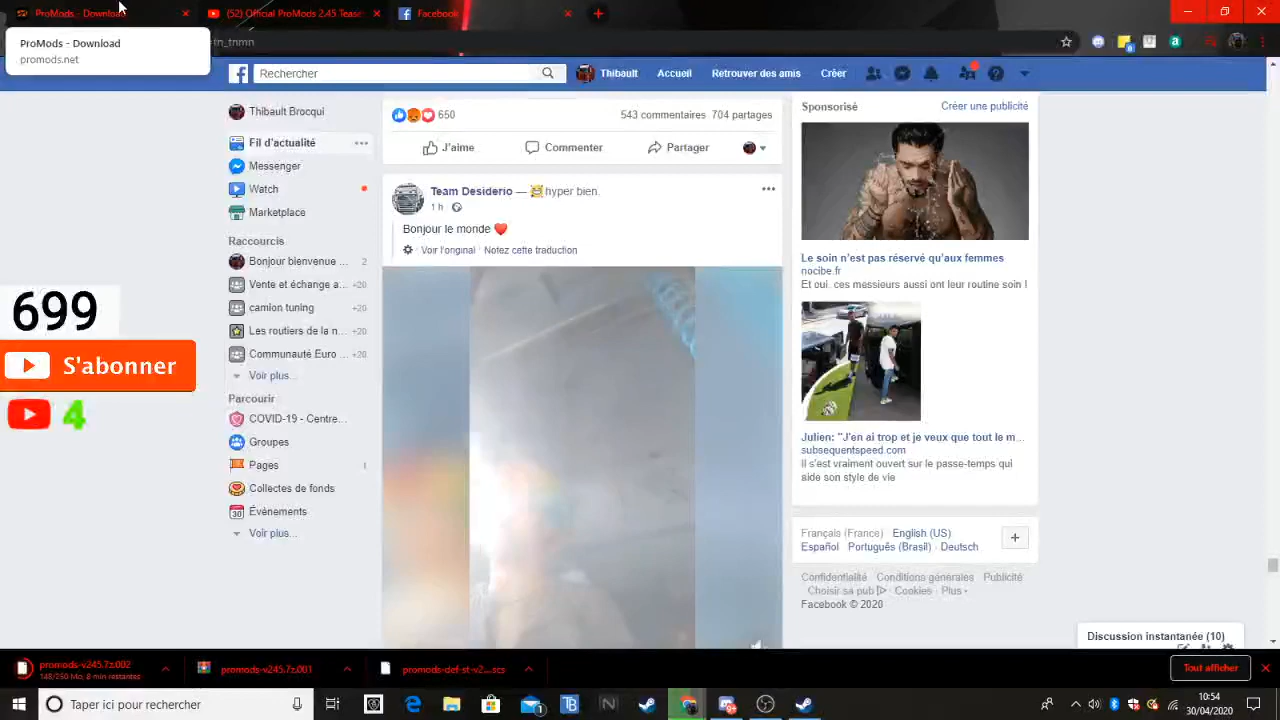 ProMods - Download
(52) Official ProMods 2.45 Tease
Facebook
ProMods - Download
promods.net
=tn_tnmn
Rechercher
Thibault
Accueil
Retrouver des amis
Créer
Thibault Brocqui
Fil d'actualité
Messenger
Watch
Marketplace
Raccourcis
Bonjour bienvenue ... 2
Vente et échange a... +20
camion tuning +20
Les routiers de la n... +20
Communauté Euro ... +20
Voir plus...
Parcourir
COVID-19 - Centre...
Groupes
Pages 1
Collectes de fonds
Évènements
Voir plus...
699
S'abonner
4
650
543 commentaires 704 partages
J'aime
Commenter
Partager
Team Desiderio — hyper bien.
1 h
Bonjour le monde
Voir l'original · Notez cette traduction
Sponsorisé
Créer une publicité
Le soin n'est pas réservé qu'aux femmes
nocibe.fr
Et oui, ces messieurs aussi ont leur routine soin !
Julien: "J'en ai trop et je veux que tout le m...
subsequentspeed.com
Il s'est vraiment ouvert sur le passe-temps qui
aide son style de vie
Français (France) · English (US)
Español · Português (Brasil) · Deutsch
Confidentialité · Conditions générales · Publicité
Choisir sa pub · Cookies · Plus
Facebook © 2020
Discussion instantanée (10)
promods-v245.7z.002
148/250 Mo, 8 min restantes
promods-v245.7z.001
promods-def-st-v2....scs
Tout afficher
Taper ici pour rechercher
10:54
30/04/2020